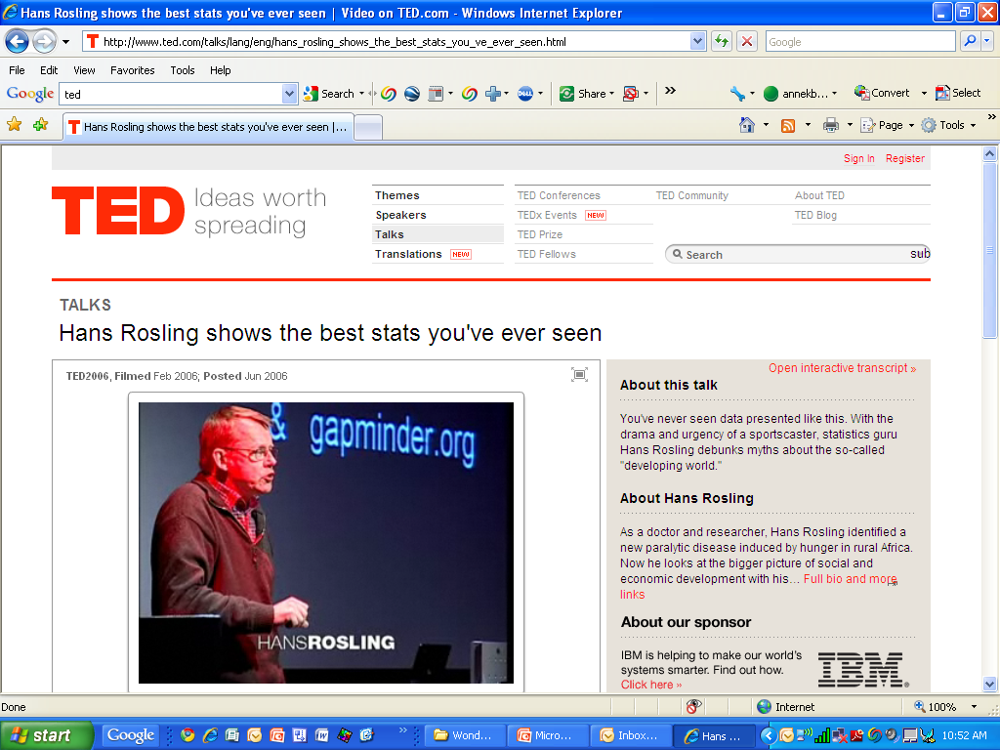 Hans Rosling shows the best stats you've ever seen | Video on TED.com - Windows Internet Explorer
http://www.ted.com/talks/lang/eng/hans_rosling_shows_the_best_stats_you_ve_ever_seen.html
Google
File Edit View Favorites Tools Help
Google ted Search Share annekb... Convert Select
Hans Rosling shows the best stats you've ever seen |... Page Tools
Sign In Register
TED Ideas worth spreading
Themes TED Conferences TED Community About TED
Speakers TEDx Events NEW TED Blog
Talks TED Prize
Translations NEW TED Fellows Search sub
TALKS
Hans Rosling shows the best stats you've ever seen
TED2006, Filmed Feb 2006; Posted Jun 2006
& gapminder.org
HANSROSLING
Open interactive transcript »
About this talk
You've never seen data presented like this. With the
drama and urgency of a sportscaster, statistics guru
Hans Rosling debunks myths about the so-called
"developing world."
About Hans Rosling
As a doctor and researcher, Hans Rosling identified a
new paralytic disease induced by hunger in rural Africa.
Now he looks at the bigger picture of social and
economic development with his... Full bio and more
links
About our sponsor
IBM is helping to make our world's
systems smarter. Find out how.
Click here »
IBM
Done Internet 100%
start Google Wond... Micro... Inbox... Hans ... 10:52 AM